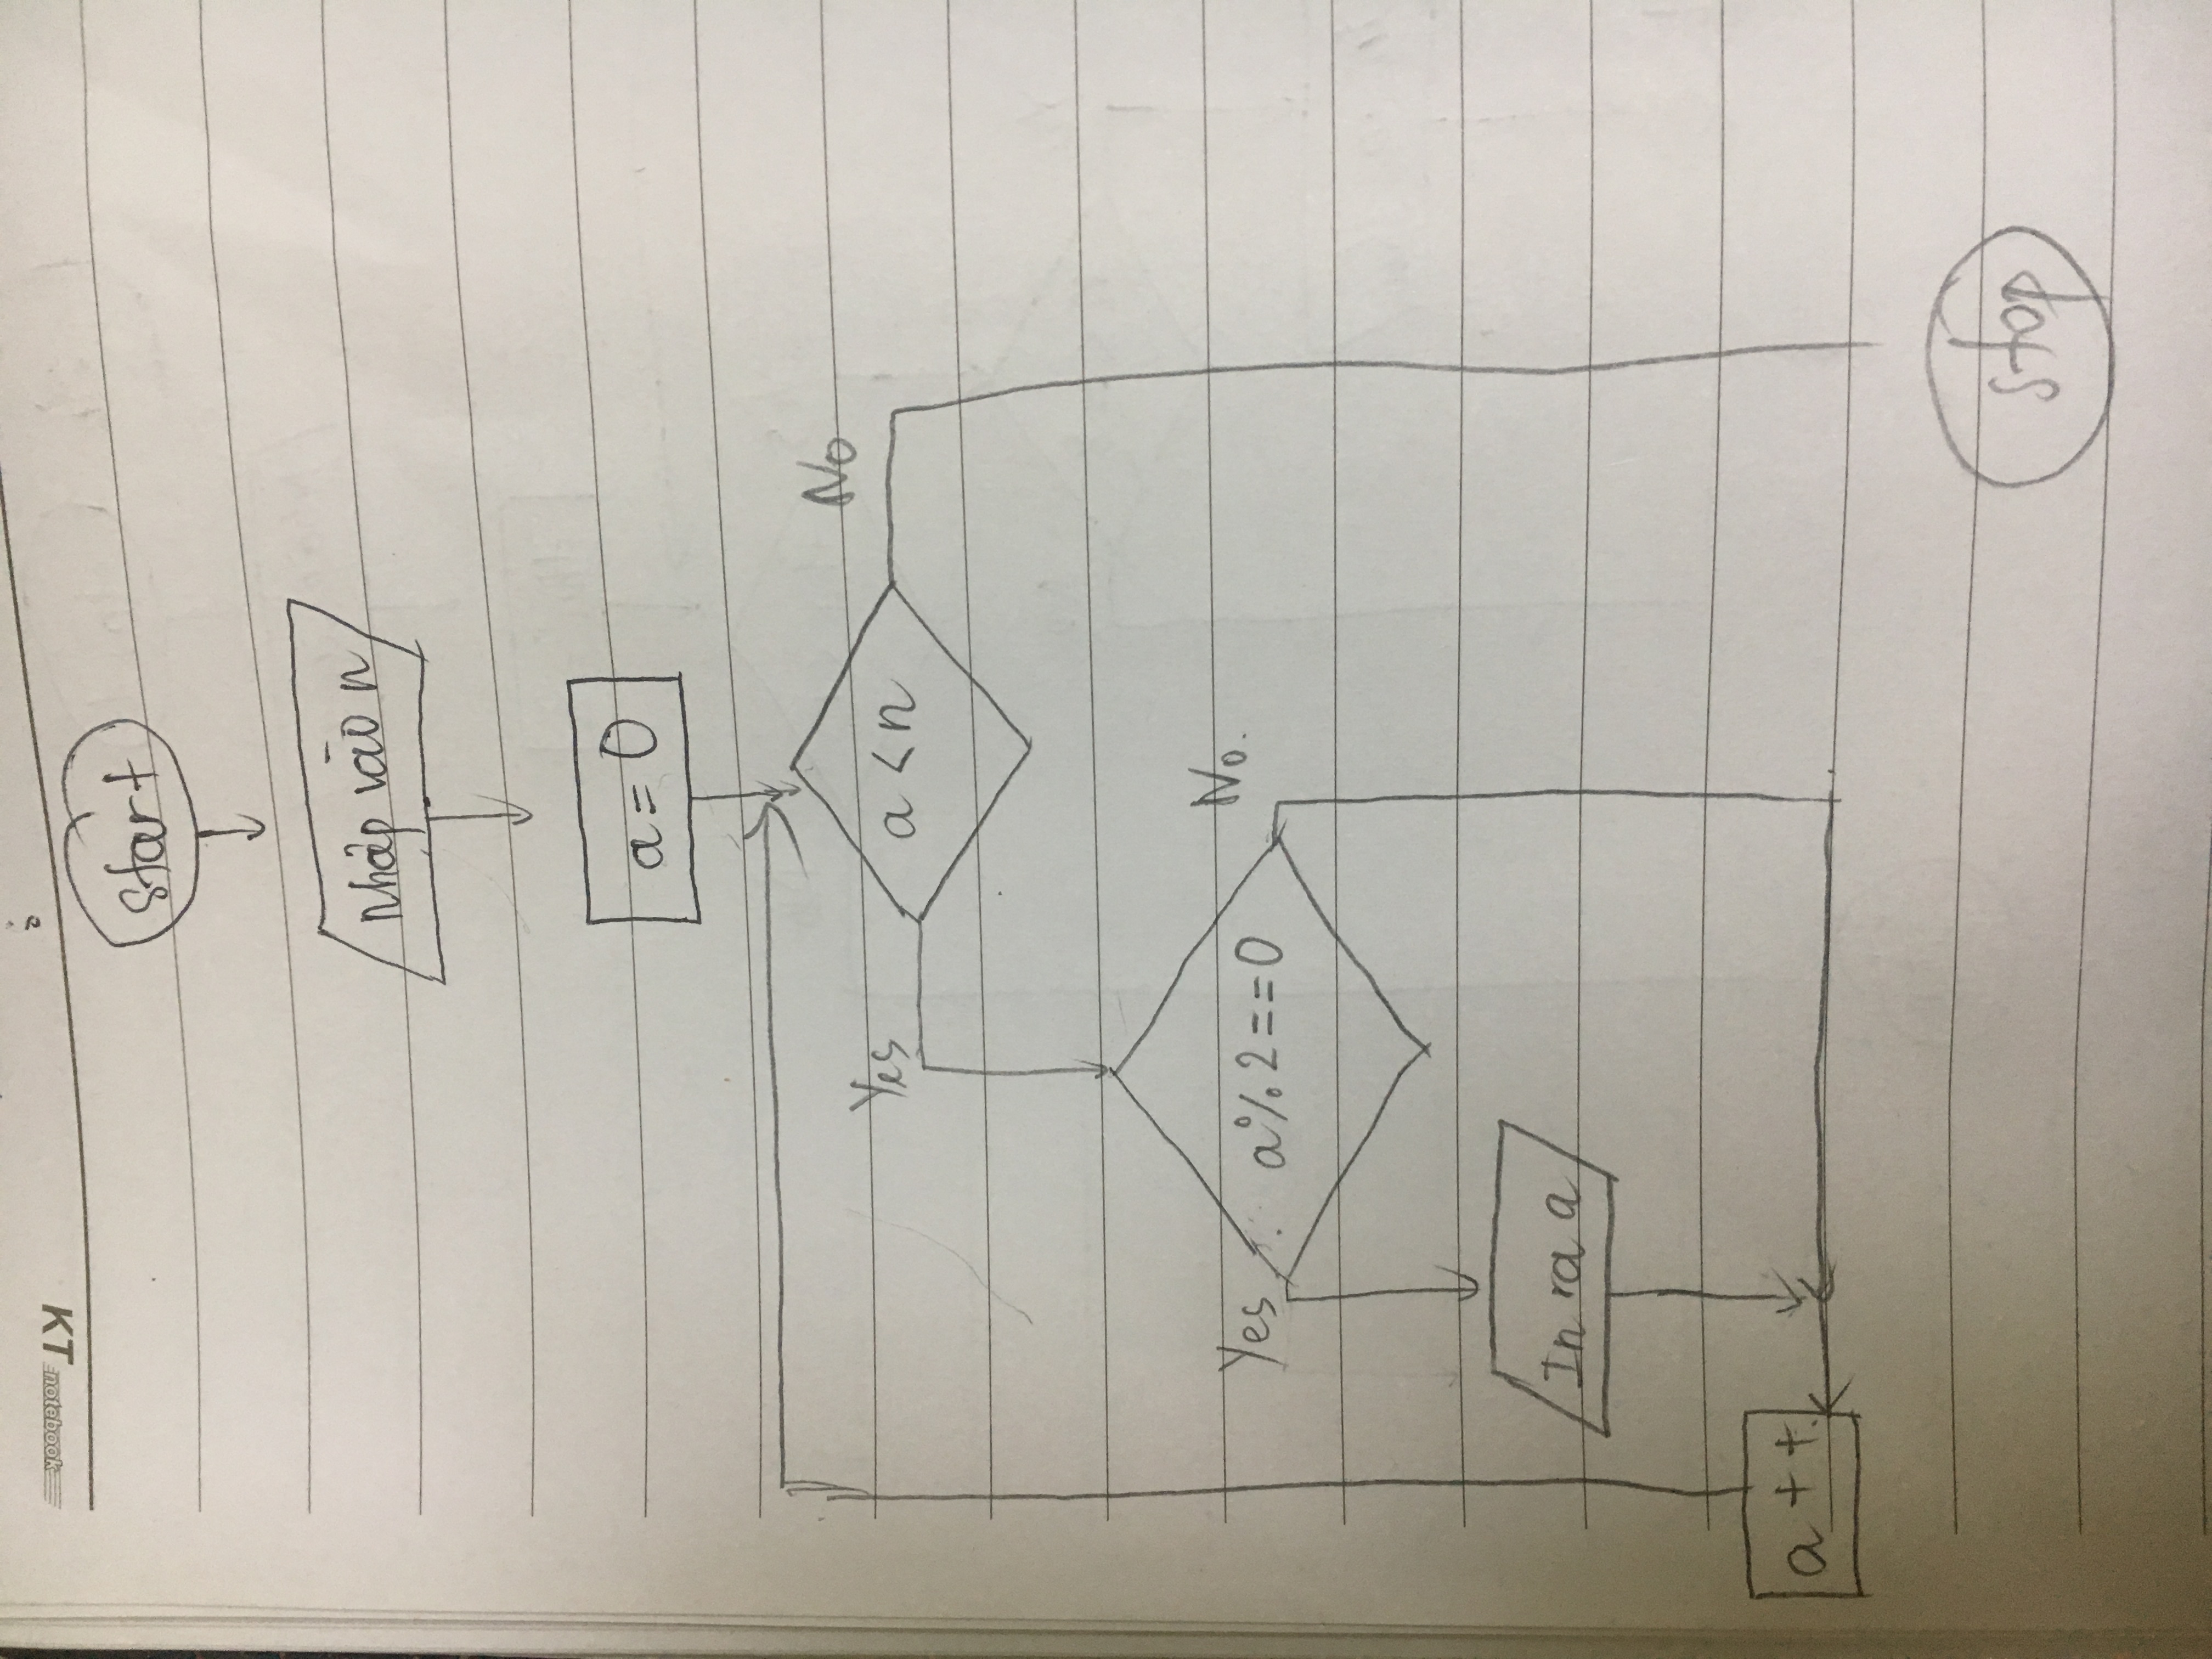 KT notebook
Start
Nhập vào n
a = 0
a < n
Yes
No
a % 2 == 0
Yes
No.
In ra a
a ++
stop